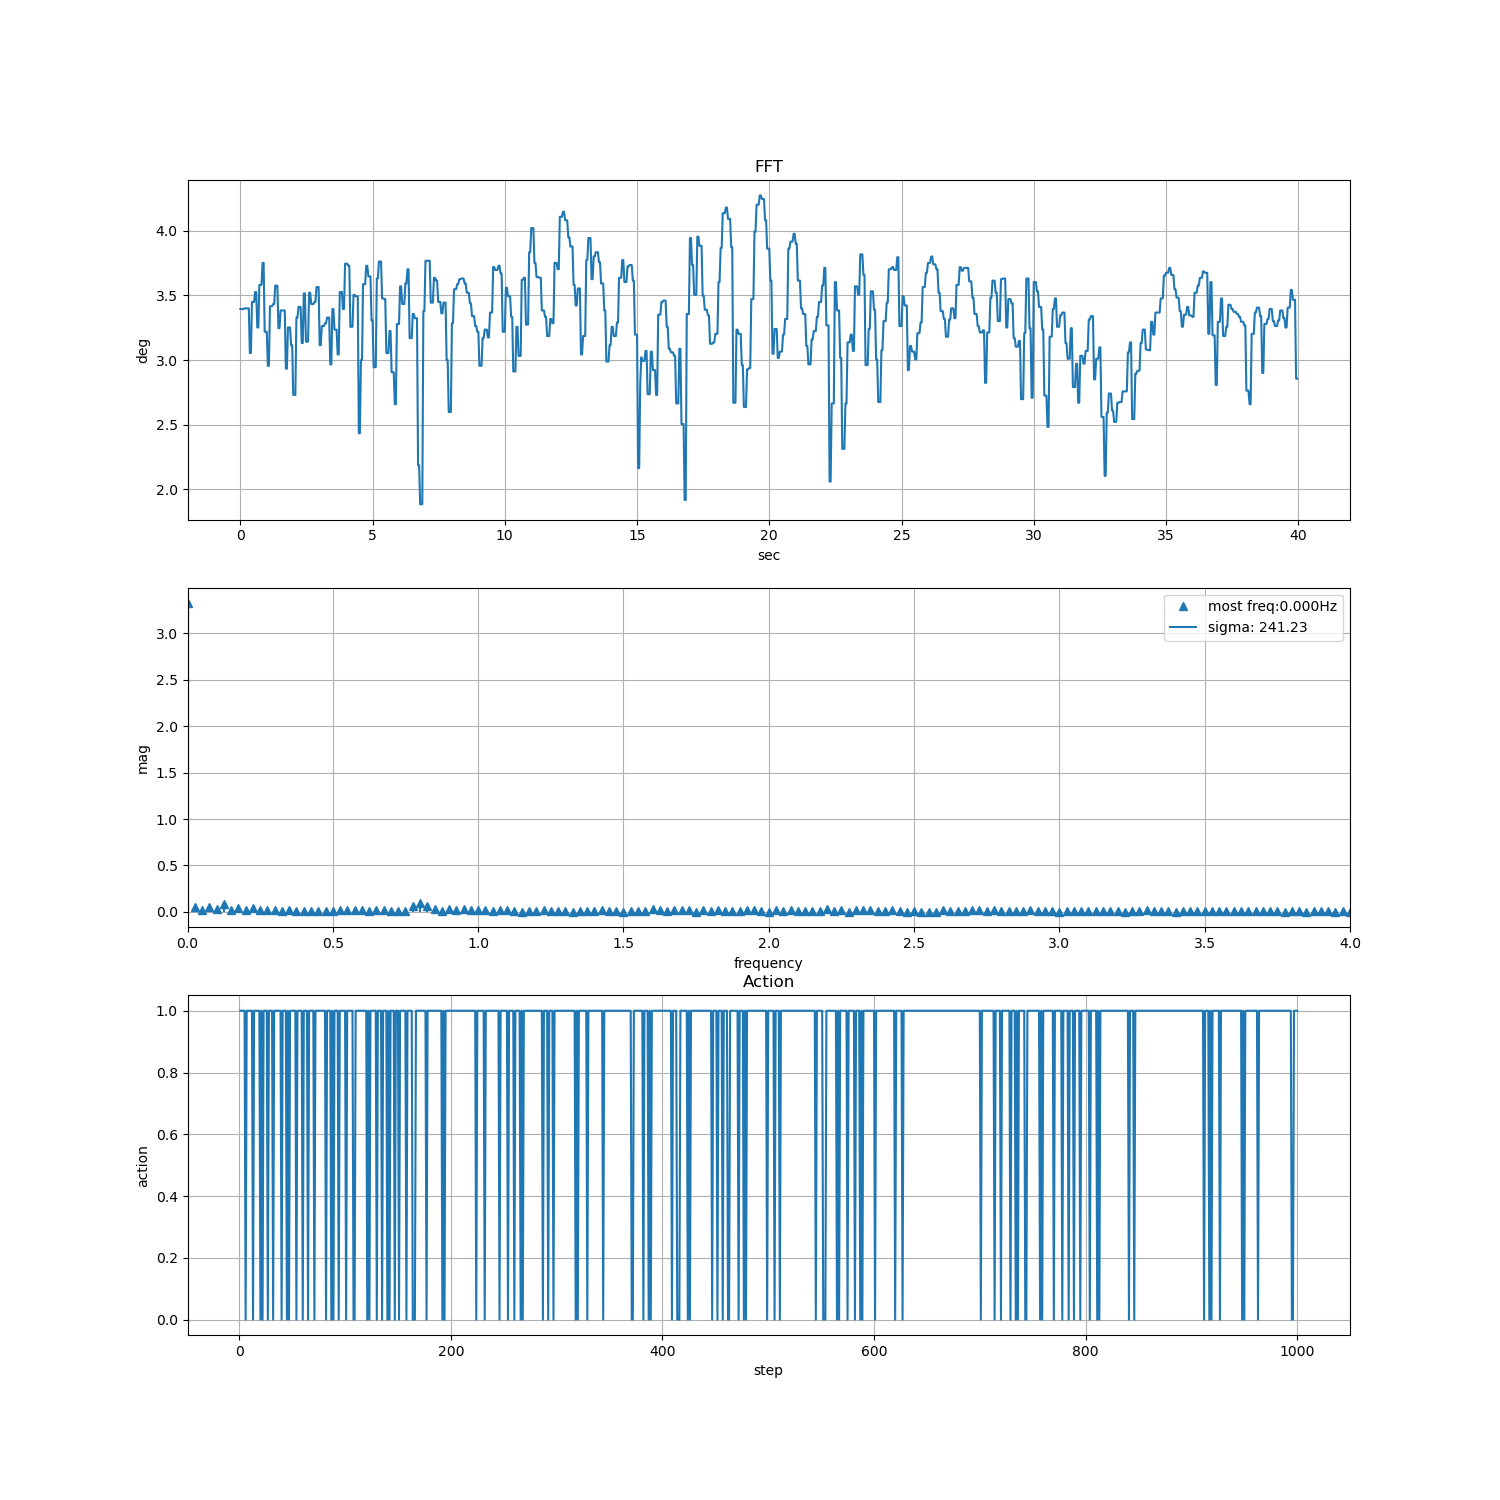 FFT
4.0
3.5
3.0
2.5
2.0
deg
0 5 10 15 20 25 30 35 40
sec
most freq:0.000Hz
sigma: 241.23
3.0
2.5
2.0
1.5
1.0
0.5
0.0
mag
0.0 0.5 1.0 1.5 2.0 2.5 3.0 3.5 4.0
frequency
Action
1.0
0.8
0.6
0.4
0.2
0.0
action
0 200 400 600 800 1000
step